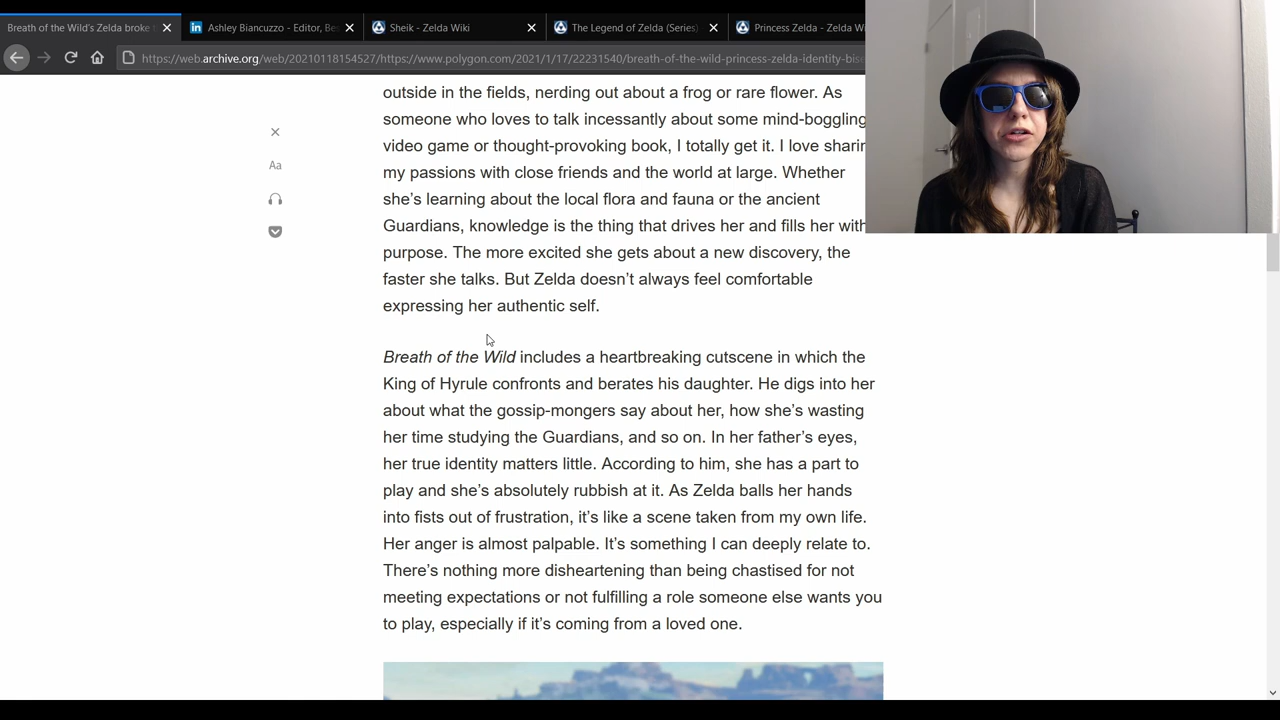 Breath of the Wild's Zelda broke
Ashley Biancuzzo - Editor, Be
Sheik - Zelda Wiki
The Legend of Zelda (Series)
Princess Zelda - Zelda Wi
https://web.archive.org/web/20210118154527/https://www.polygon.com/2021/1/17/22231540/breath-of-the-wild-princess-zelda-identity-bise
outside in the fields, nerding out about a frog or rare flower. As
someone who loves to talk incessantly about some mind-boggling
video game or thought-provoking book, I totally get it. I love sharin
my passions with close friends and the world at large. Whether
she's learning about the local flora and fauna or the ancient
Guardians, knowledge is the thing that drives her and fills her with
purpose. The more excited she gets about a new discovery, the
faster she talks. But Zelda doesn't always feel comfortable
expressing her authentic self.
Aa
Breath of the Wild includes a heartbreaking cutscene in which the
King of Hyrule confronts and berates his daughter. He digs into her
about what the gossip-mongers say about her, how she's wasting
her time studying the Guardians, and so on. In her father's eyes,
her true identity matters little. According to him, she has a part to
play and she's absolutely rubbish at it. As Zelda balls her hands
into fists out of frustration, it's like a scene taken from my own life.
Her anger is almost palpable. It's something I can deeply relate to.
There's nothing more disheartening than being chastised for not
meeting expectations or not fulfilling a role someone else wants you
to play, especially if it's coming from a loved one.